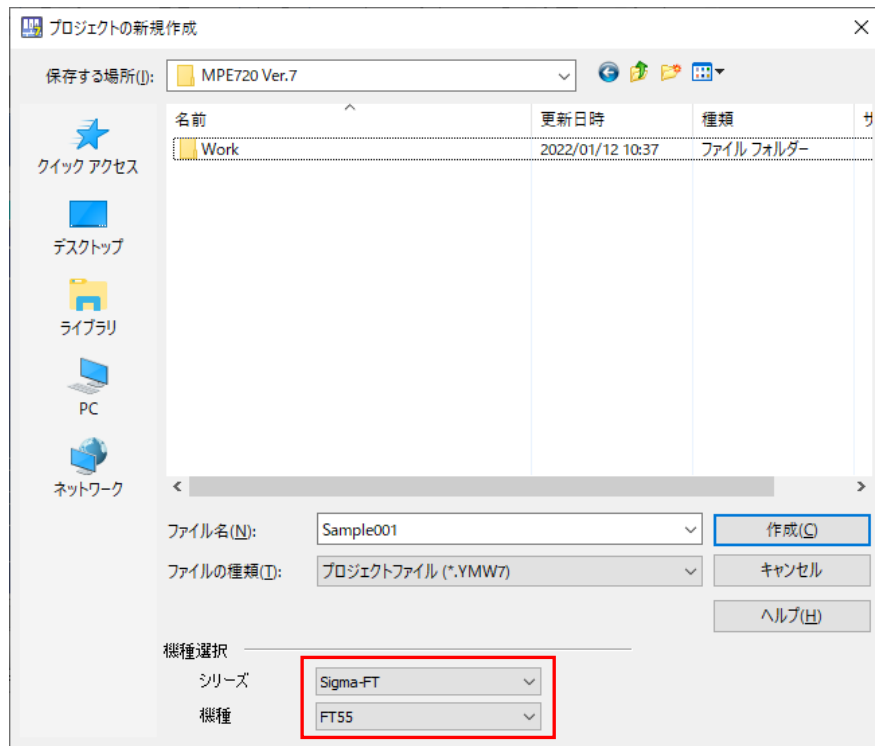 プロジェクトの新規作成
保存する場所(I): MPE720 Ver.7
名前 更新日時 種類 サ
Work 2022/01/12 10:37 ファイル フォルダー
クイック アクセス
デスクトップ
ライブラリ
PC
ネットワーク
ファイル名(N): Sample001 作成(C)
ファイルの種類(T): プロジェクトファイル (*.YMW7) キャンセル
ヘルプ(H)
機種選択
シリーズ Sigma-FT
機種 FT55